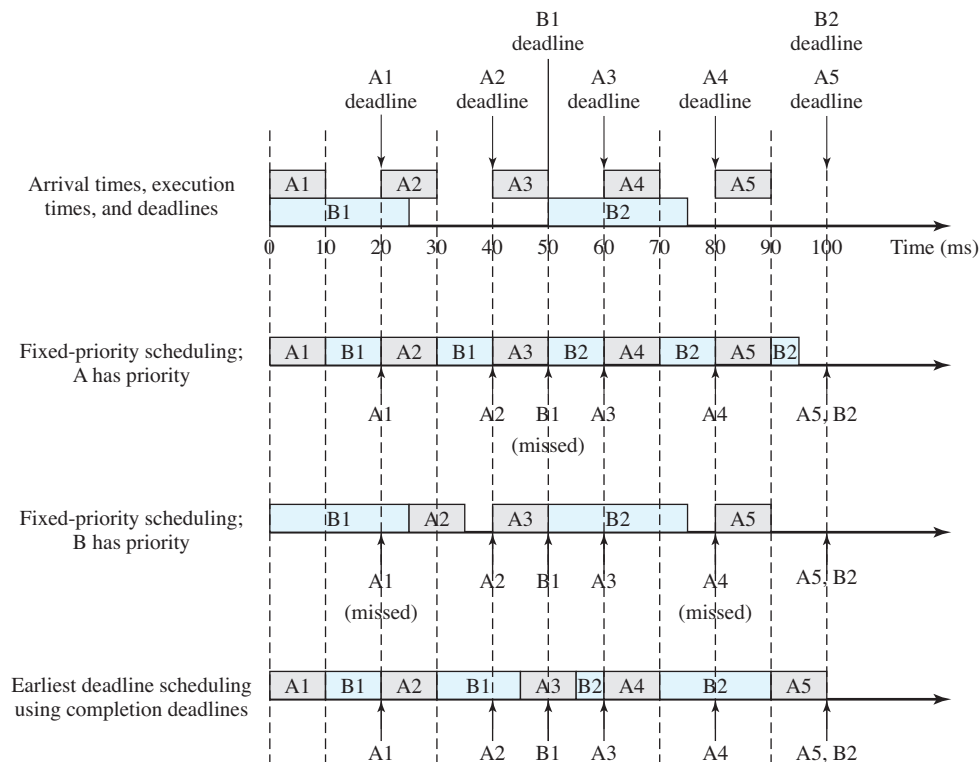 B1
deadline
B2
deadline
A1
deadline
A2
deadline
A3
deadline
A4
deadline
A5
deadline
Arrival times, execution
times, and deadlines
A1 A2 A3 A4 A5
B1 B2
0 10 20 30 40 50 60 70 80 90 100 Time (ms)
Fixed-priority scheduling;
A has priority
A1 B1 A2 B1 A3 B2 A4 B2 A5 B2
A1 A2 B1 A3 A4 A5, B2
(missed)
Fixed-priority scheduling;
B has priority
B1 A2 A3 B2 A5
A1 A2 B1 A3 A4 A5, B2
(missed) (missed)
Earliest deadline scheduling
using completion deadlines
A1 B1 A2 B1 A3 B2 A4 B2 A5
A1 A2 B1 A3 A4 A5, B2